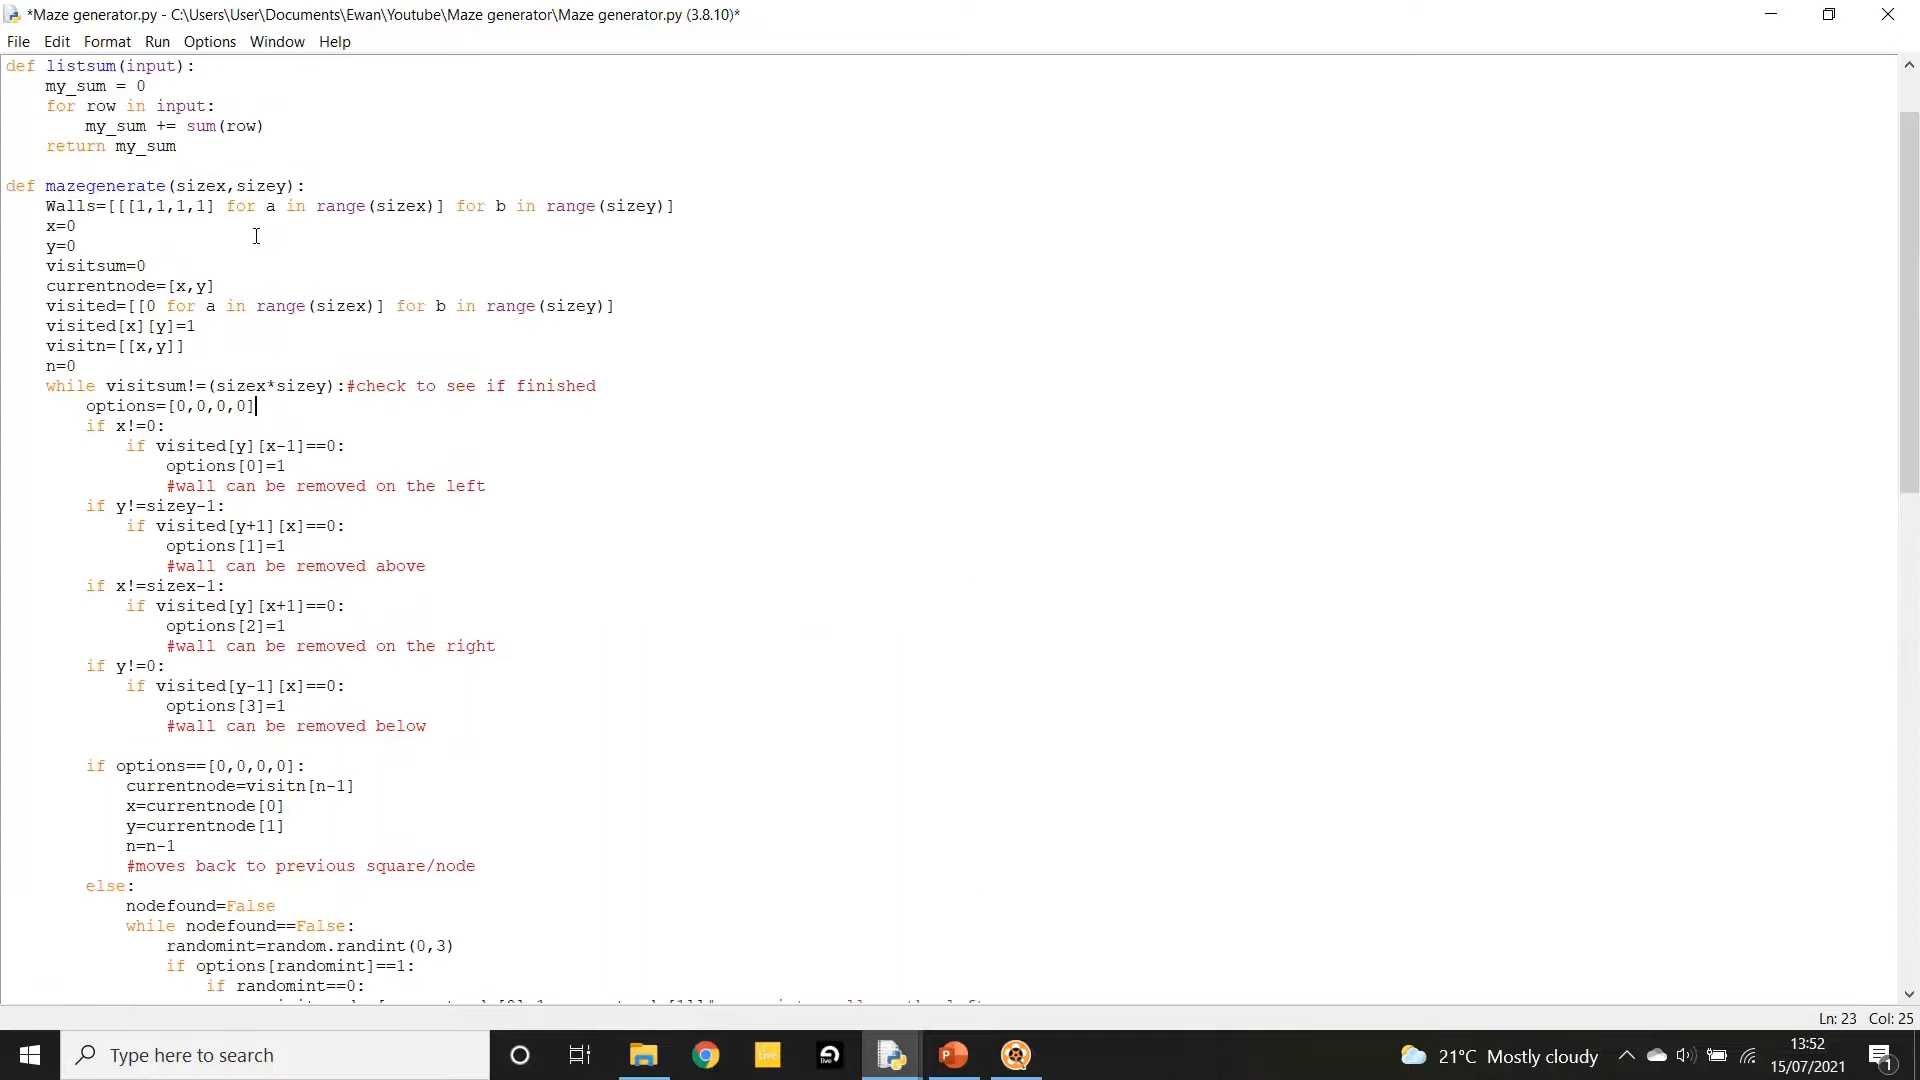 *Maze generator.py - C:\Users\User\Documents\Ewan\Youtube\Maze generator\Maze generator.py (3.8.10)*
File Edit Format Run Options Window Help
def listsum(input):
    my_sum = 0
    for row in input:
        my_sum += sum(row)
    return my_sum
def mazegenerate(sizex,sizey):
    Walls=[[[1,1,1,1] for a in range(sizex)] for b in range(sizey)]
    x=0
    y=0
    visitsum=0
    currentnode=[x,y]
    visited=[[0 for a in range(sizex)] for b in range(sizey)]
    visited[x][y]=1
    visitn=[[x,y]]
    n=0
    while visitsum!=(sizex*sizey):#check to see if finished
        options=[0,0,0,0]
        if x!=0:
            if visited[y][x-1]==0:
                options[0]=1
                #wall can be removed on the left
        if y!=sizey-1:
            if visited[y+1][x]==0:
                options[1]=1
                #wall can be removed above
        if x!=sizex-1:
            if visited[y][x+1]==0:
                options[2]=1
                #wall can be removed on the right
        if y!=0:
            if visited[y-1][x]==0:
                options[3]=1
                #wall can be removed below
        if options==[0,0,0,0]:
            currentnode=visitn[n-1]
            x=currentnode[0]
            y=currentnode[1]
            n=n-1
            #moves back to previous square/node
        else:
            nodefound=False
            while nodefound==False:
                randomint=random.randint(0,3)
                if options[randomint]==1:
                    if randomint==0:
Ln: 23 Col: 25
Type here to search
Live
live
21°C Mostly cloudy
13:52
15/07/2021
1